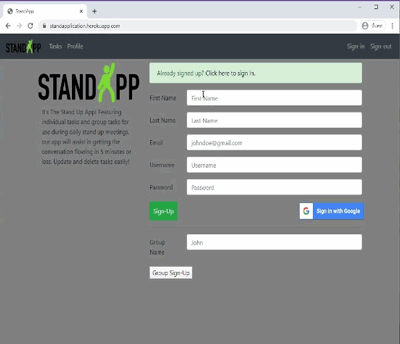 StandApp
standapplication.herokuapp.com
Guest
STANDAPP
Tasks
Profile
Sign in
Sign out
STANDAPP
It's The Stand Up App! Featuring
individual tasks and group tasks for
use during daily stand up meetings.
our app will assist in getting the
conversation flowing in 5 minutes or
less. Update and delete tasks easily!
Already signed up? Click here to sign in.
First Name
First Name
Last Name
Last Name
Email
johndoe@gmail.com
Username
Username
Password
Password
Sign-Up
G
Sign in with Google
Group
Name
John
Group Sign-Up